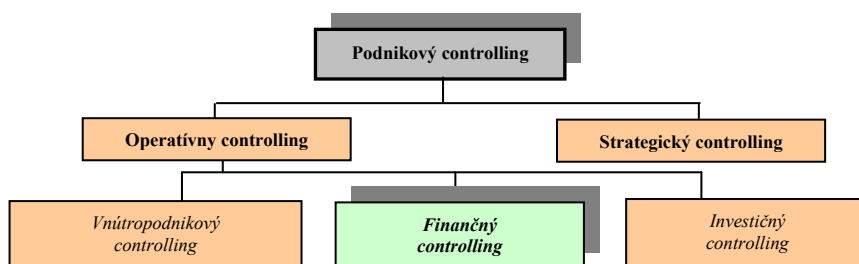 Podnikový controlling
Operatívny controlling
Strategický controlling
Vnútropodnikový
controlling
Finančný
controlling
Investičný
controlling